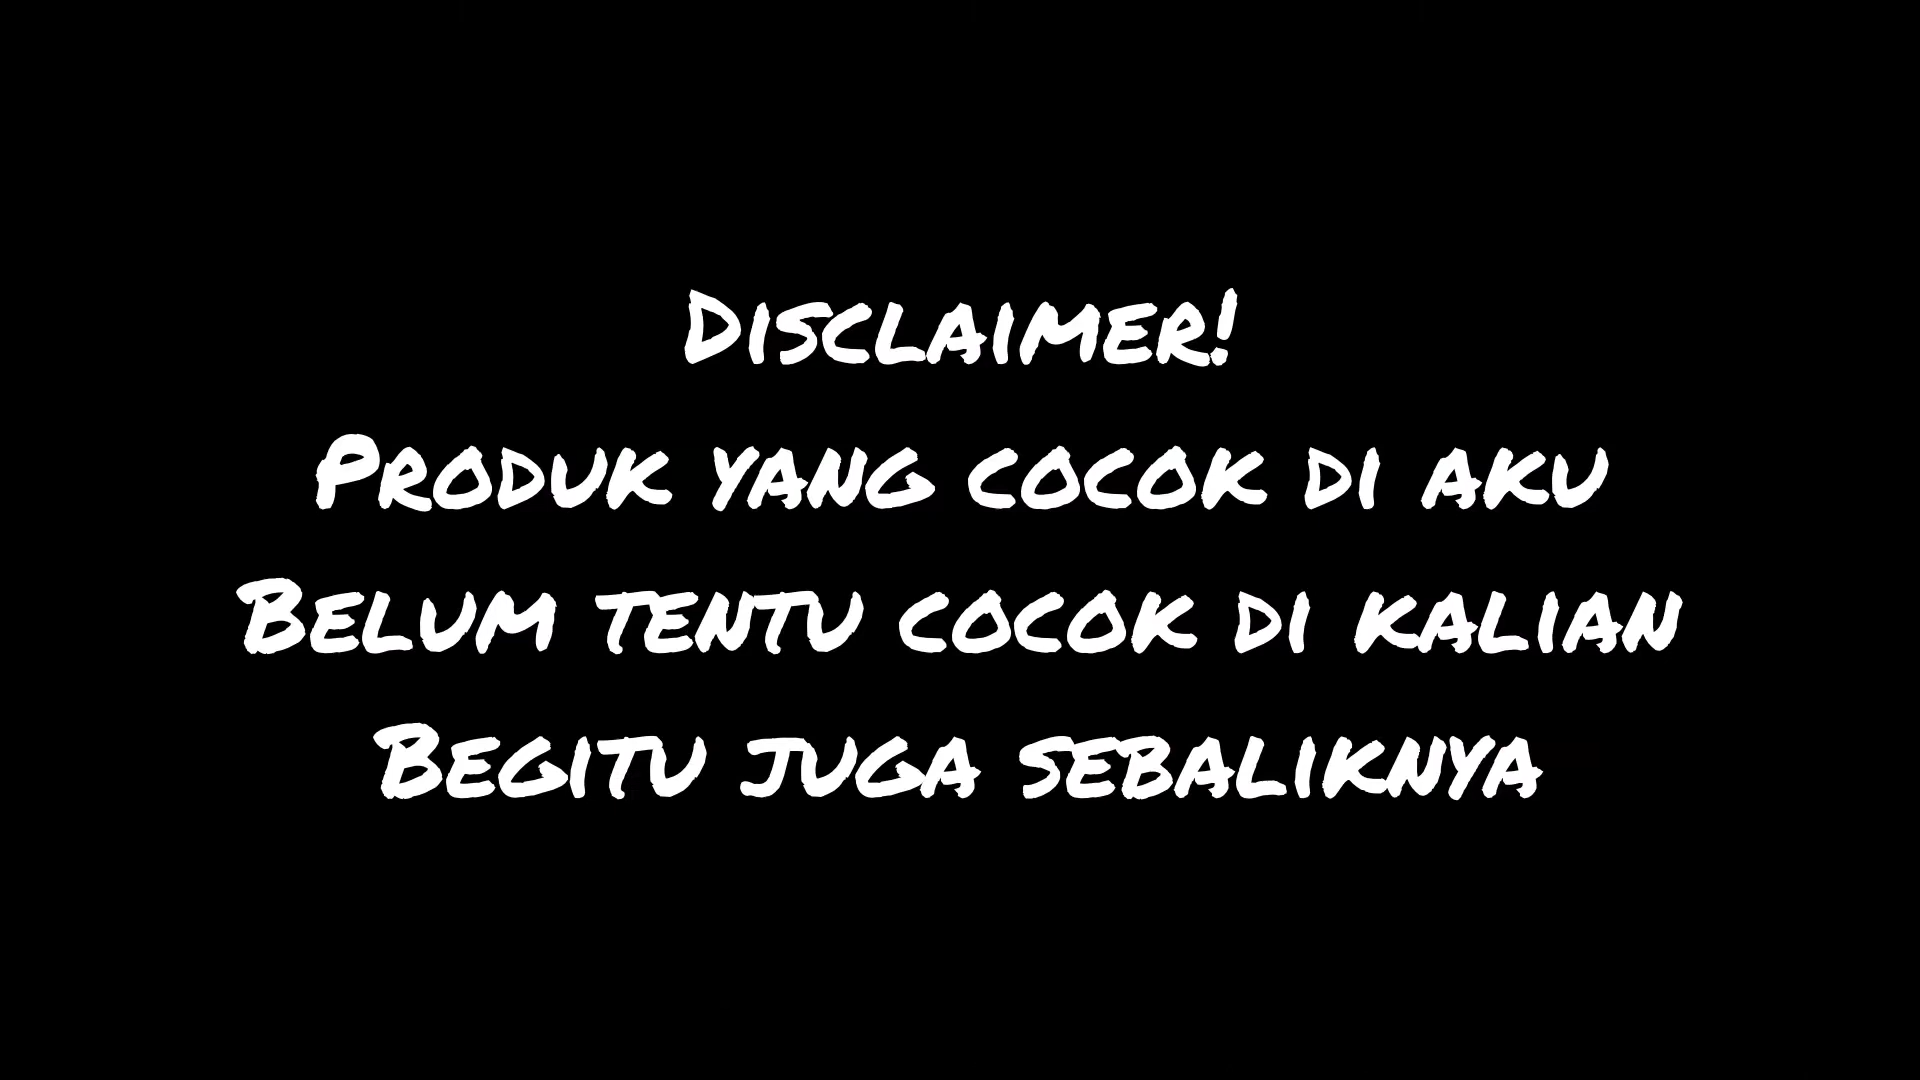 Disclaimer!
Produk yang cocok di aku
Belum tentu cocok di kalian
Begitu juga sebaliknya